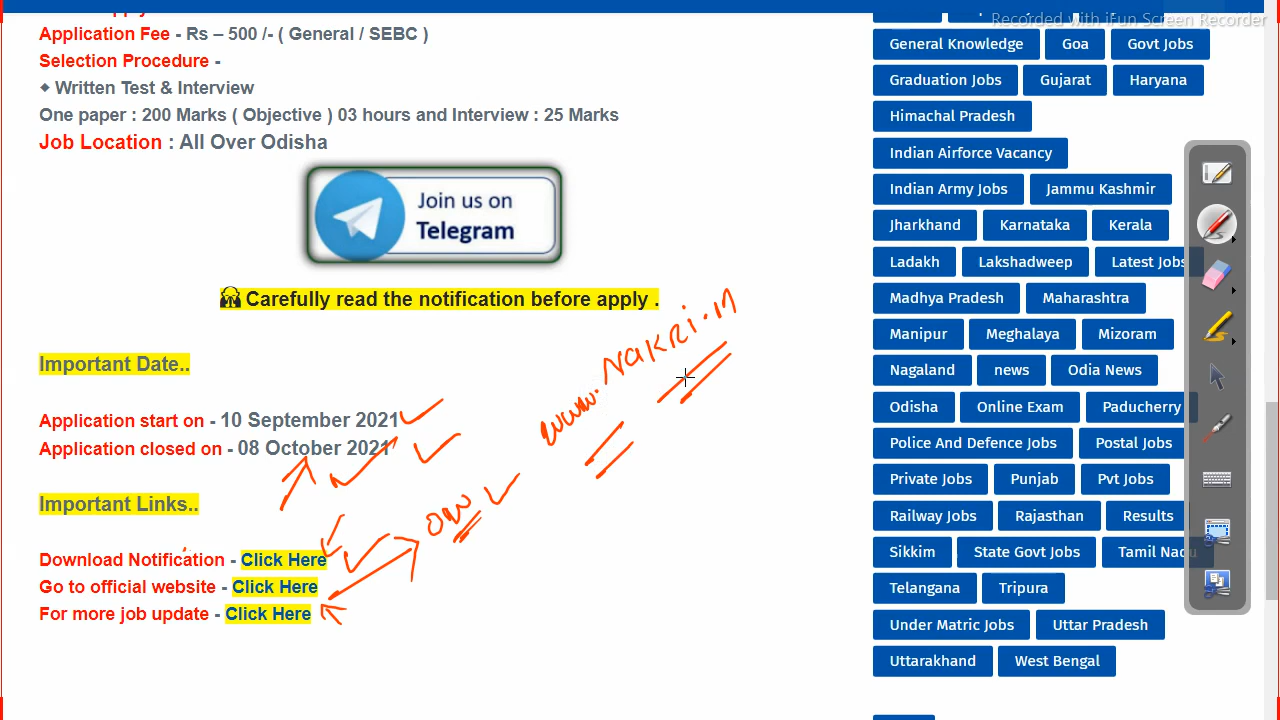 Recorded with iFun Screen Recorder
Application Fee - Rs – 500 /- ( General / SEBC )
Selection Procedure -
◆ Written Test & Interview
One paper : 200 Marks ( Objective ) 03 hours and Interview : 25 Marks
Job Location : All Over Odisha
Join us on
Telegram
Carefully read the notification before apply .
Important Date..
Application start on - 10 September 2021
Application closed on - 08 October 2021
Important Links..
Download Notification - Click Here
Go to official website - Click Here
For more job update - Click Here
www.Nakri.
General Knowledge Goa Govt Jobs
Graduation Jobs Gujarat Haryana
Himachal Pradesh
Indian Airforce Vacancy
Indian Army Jobs Jammu Kashmir
Jharkhand Karnataka Kerala
Ladakh Lakshadweep Latest Jobs
Madhya Pradesh Maharashtra
Manipur Meghalaya Mizoram
Nagaland news Odia News
Odisha Online Exam Paducherry
Police And Defence Jobs Postal Jobs
Private Jobs Punjab Pvt Jobs
Railway Jobs Rajasthan Results
Sikkim State Govt Jobs Tamil Nadu
Telangana Tripura
Under Matric Jobs Uttar Pradesh
Uttarakhand West Bengal